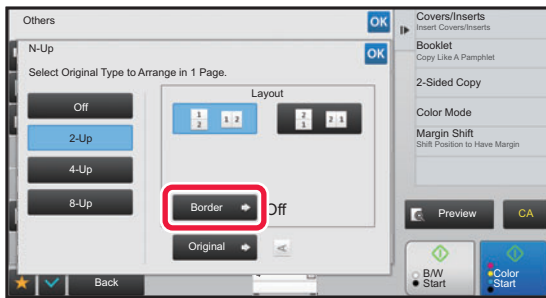 Others
OK
N-Up
OK
Select Original Type to Arrange in 1 Page.
Off
2-Up
4-Up
8-Up
Layout
1
2
1 2
2
1
2 1
Border
Off
Original
Back
Covers/Inserts
Insert Covers/Inserts
Booklet
Copy Like A Pamphlet
2-Sided Copy
Color Mode
Margin Shift
Shift Position to Have Margin
Preview
CA
B/W
Start
Color
Start